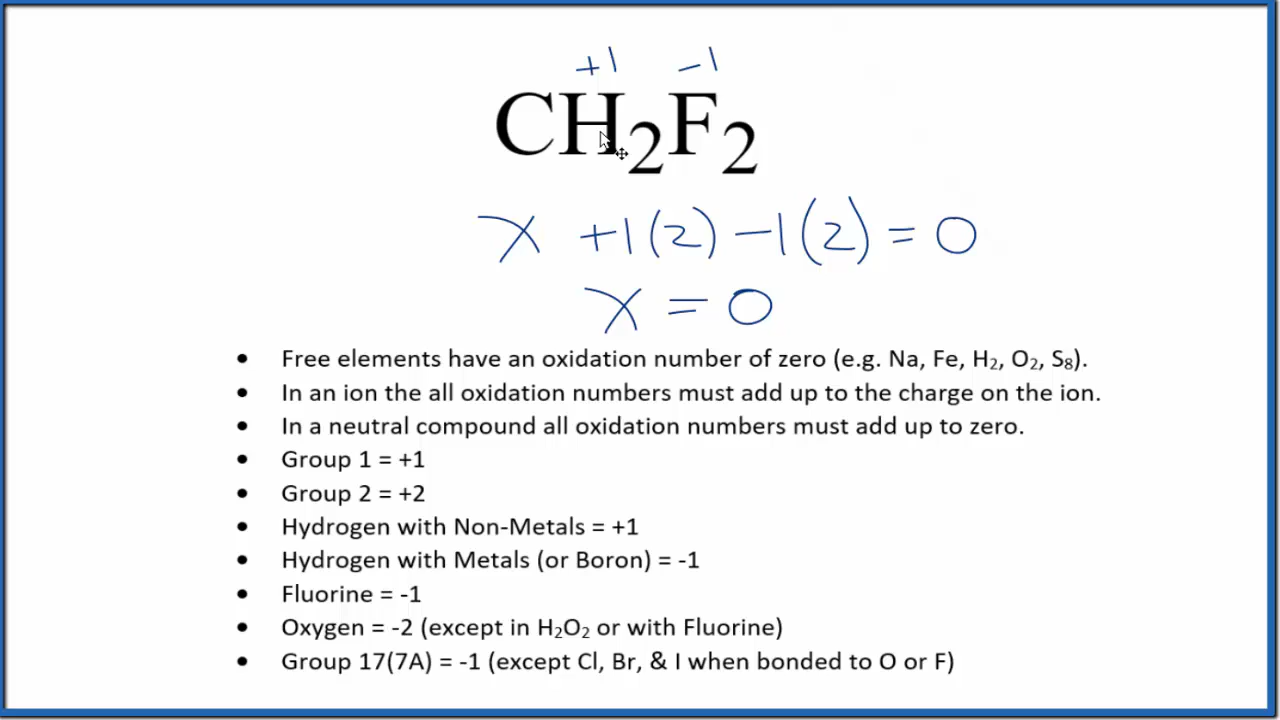 +1 -1
CH₂F₂
x +1(2) -1(2) = 0
x = 0
• Free elements have an oxidation number of zero (e.g. Na, Fe, H₂, O₂, S₈).
• In an ion the all oxidation numbers must add up to the charge on the ion.
• In a neutral compound all oxidation numbers must add up to zero.
• Group 1 = +1
• Group 2 = +2
• Hydrogen with Non-Metals = +1
• Hydrogen with Metals (or Boron) = -1
• Fluorine = -1
• Oxygen = -2 (except in H₂O₂ or with Fluorine)
• Group 17(7A) = -1 (except Cl, Br, & I when bonded to O or F)